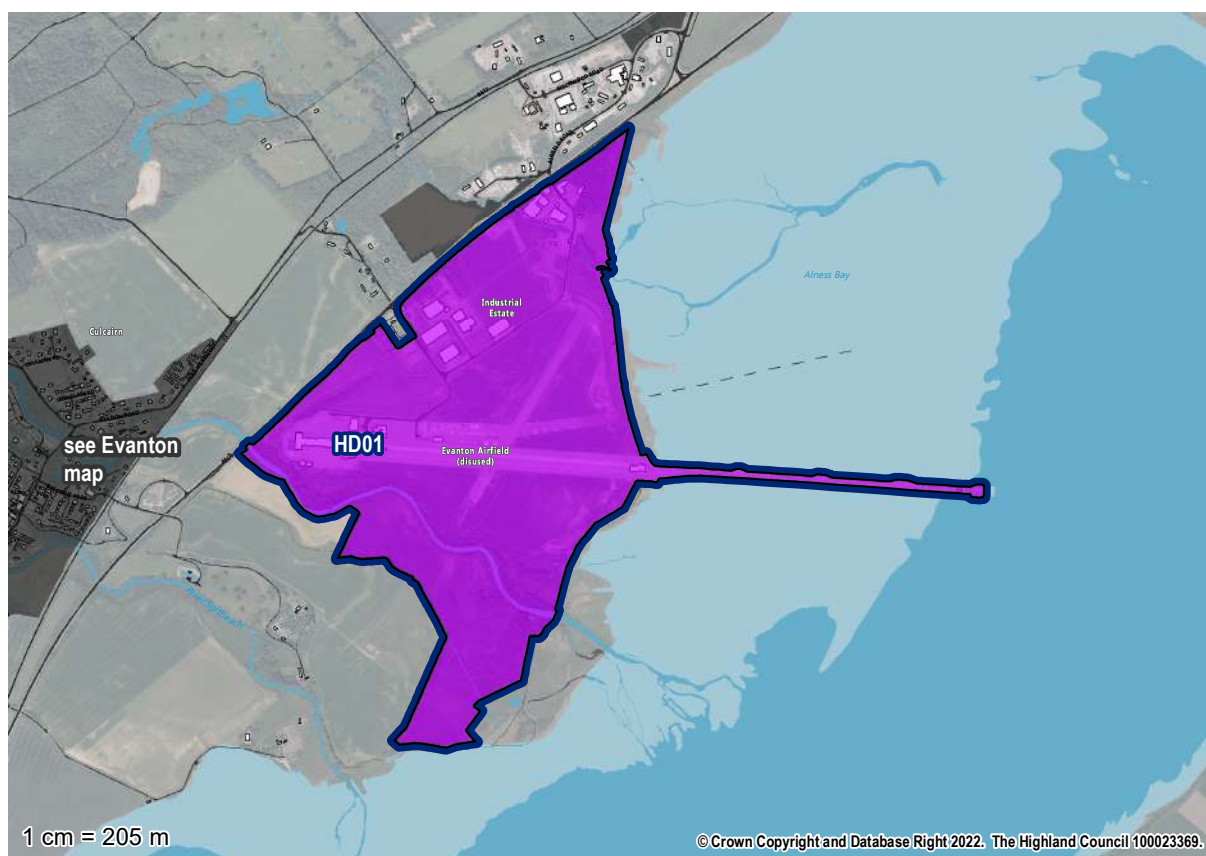 Alness Bay
Industrial
Estate
Culcairn
see Evanton
map
HD01
Evanton Airfield
(disused)
1 cm = 205 m
© Crown Copyright and Database Right 2022. The Highland Council 100023369.